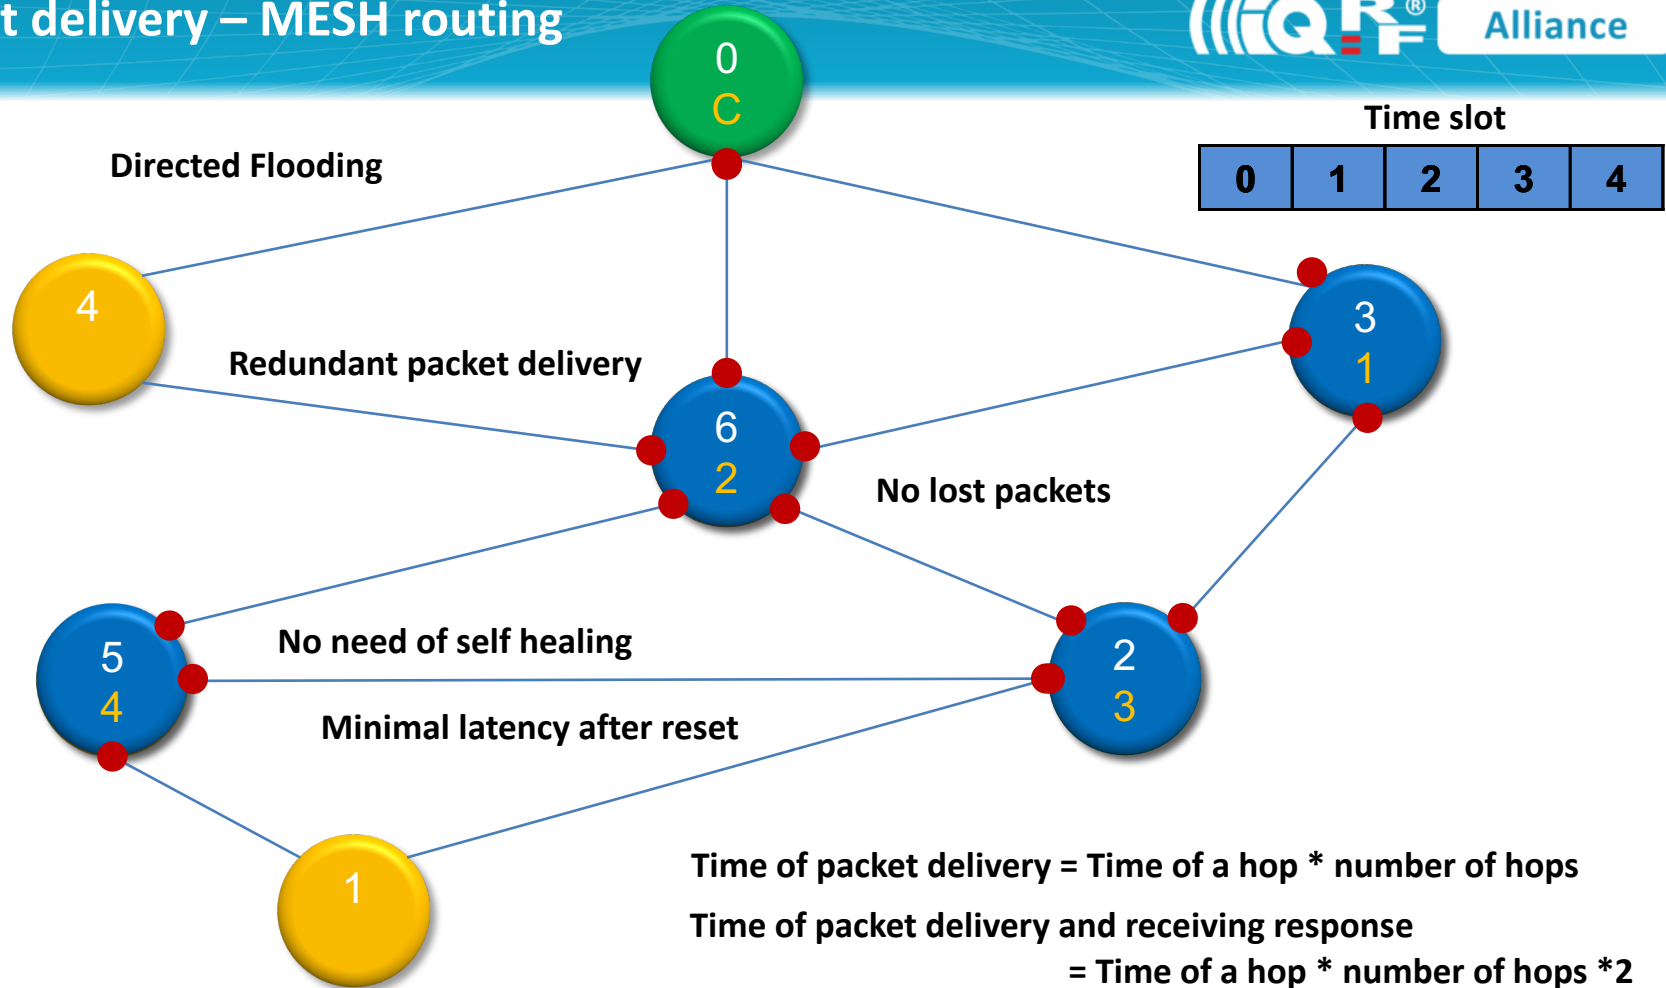 t delivery – MESH routing
IQRF® Alliance
0
C
Time slot
0 1 2 3 4
Directed Flooding
4
3
1
Redundant packet delivery
6
2
No lost packets
No need of self healing
5
4
2
3
Minimal latency after reset
1
Time of packet delivery = Time of a hop * number of hops
Time of packet delivery and receiving response
= Time of a hop * number of hops *2